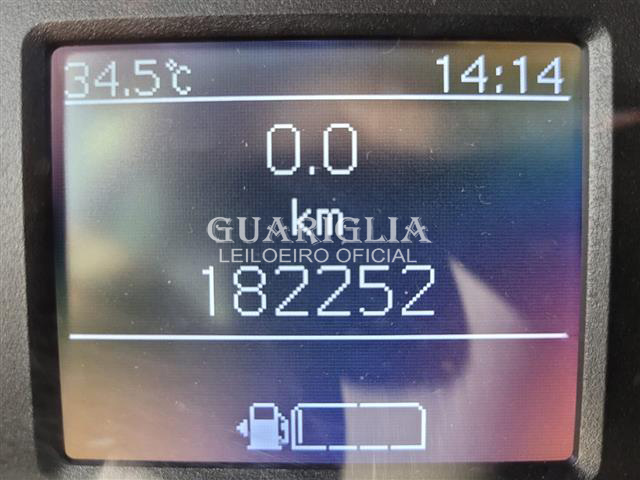 34.5°C 14:14
0.0
km
GUARIGLIA
LEILOEIRO OFICIAL
182252